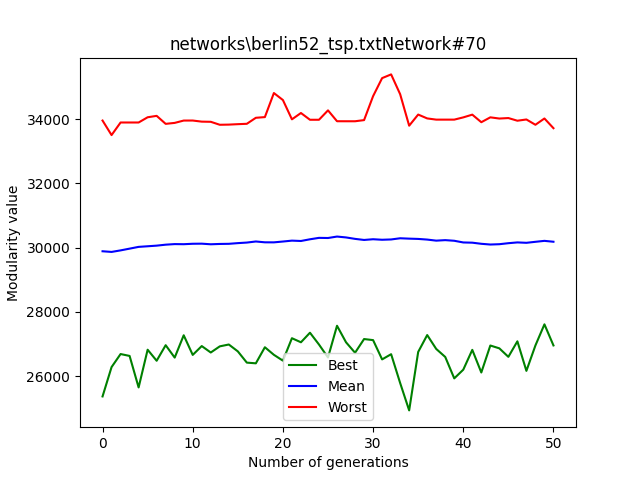 networks\berlin52_tsp.txtNetwork#70
Modularity value
34000
32000
30000
28000
26000
Best
Mean
Worst
0 10 20 30 40 50
Number of generations